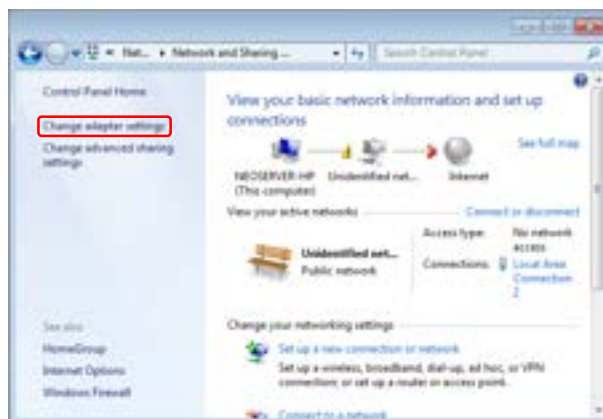 Net... ▸ Network and Sharing ...
Search Control Panel
Control Panel Home
Change adapter settings
Change advanced sharing
settings
See also
HomeGroup
Internet Options
Windows Firewall
View your basic network information and set up
connections
See full map
NEOSERVER-HP
(This computer)
Unidentified net...
Internet
View your active networks
Connect or disconnect
Unidentified net...
Public network
Access type:
No network
access
Connections:
Local Area
Connection
2
Change your networking settings
Set up a new connection or network
Set up a wireless, broadband, dial-up, ad hoc, or VPN
connection; or set up a router or access point.
Connect to a network